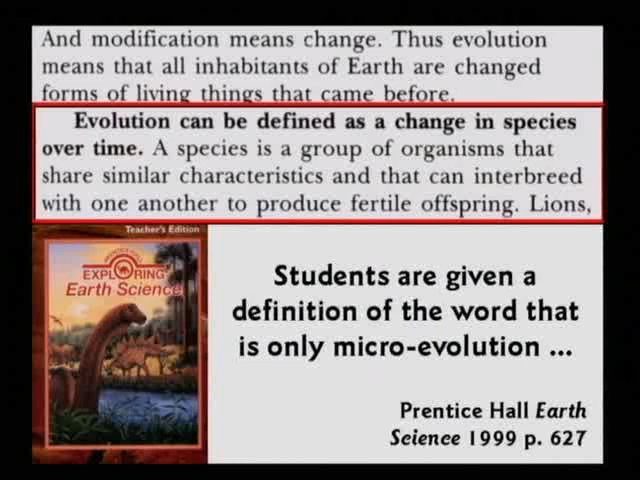 And modification means change. Thus evolution
means that all inhabitants of Earth are changed
forms of living things that came before.
Evolution can be defined as a change in species
over time. A species is a group of organisms that
share similar characteristics and that can interbreed
with one another to produce fertile offspring. Lions,
Teacher's Edition
PRENTICE HALL
EXPLORING
Earth Science
Students are given a
definition of the word that
is only micro-evolution ...
Prentice Hall Earth
Science 1999 p. 627